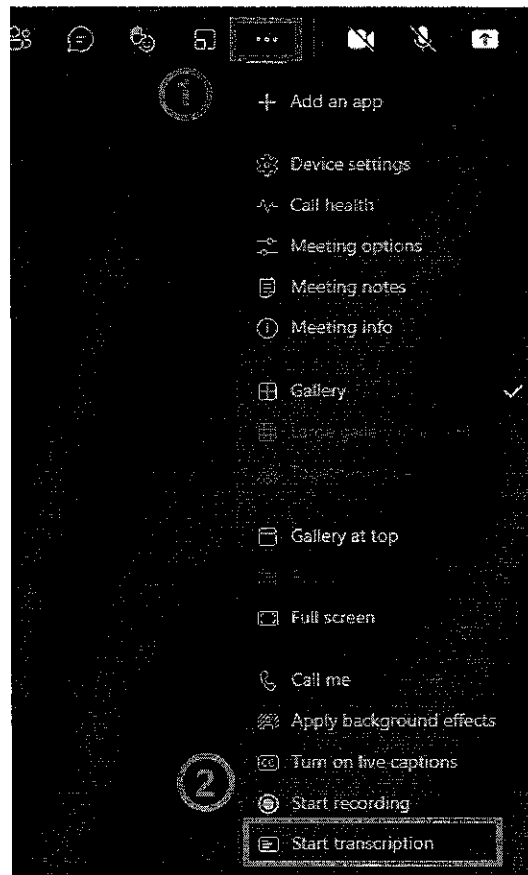 1
Add an app
Device settings
Call health
Meeting options
Meeting notes
Meeting info
Gallery
Gallery at top
Full screen
Call me
Apply background effects
CC Turn on live captions
2
Start recording
Start transcription